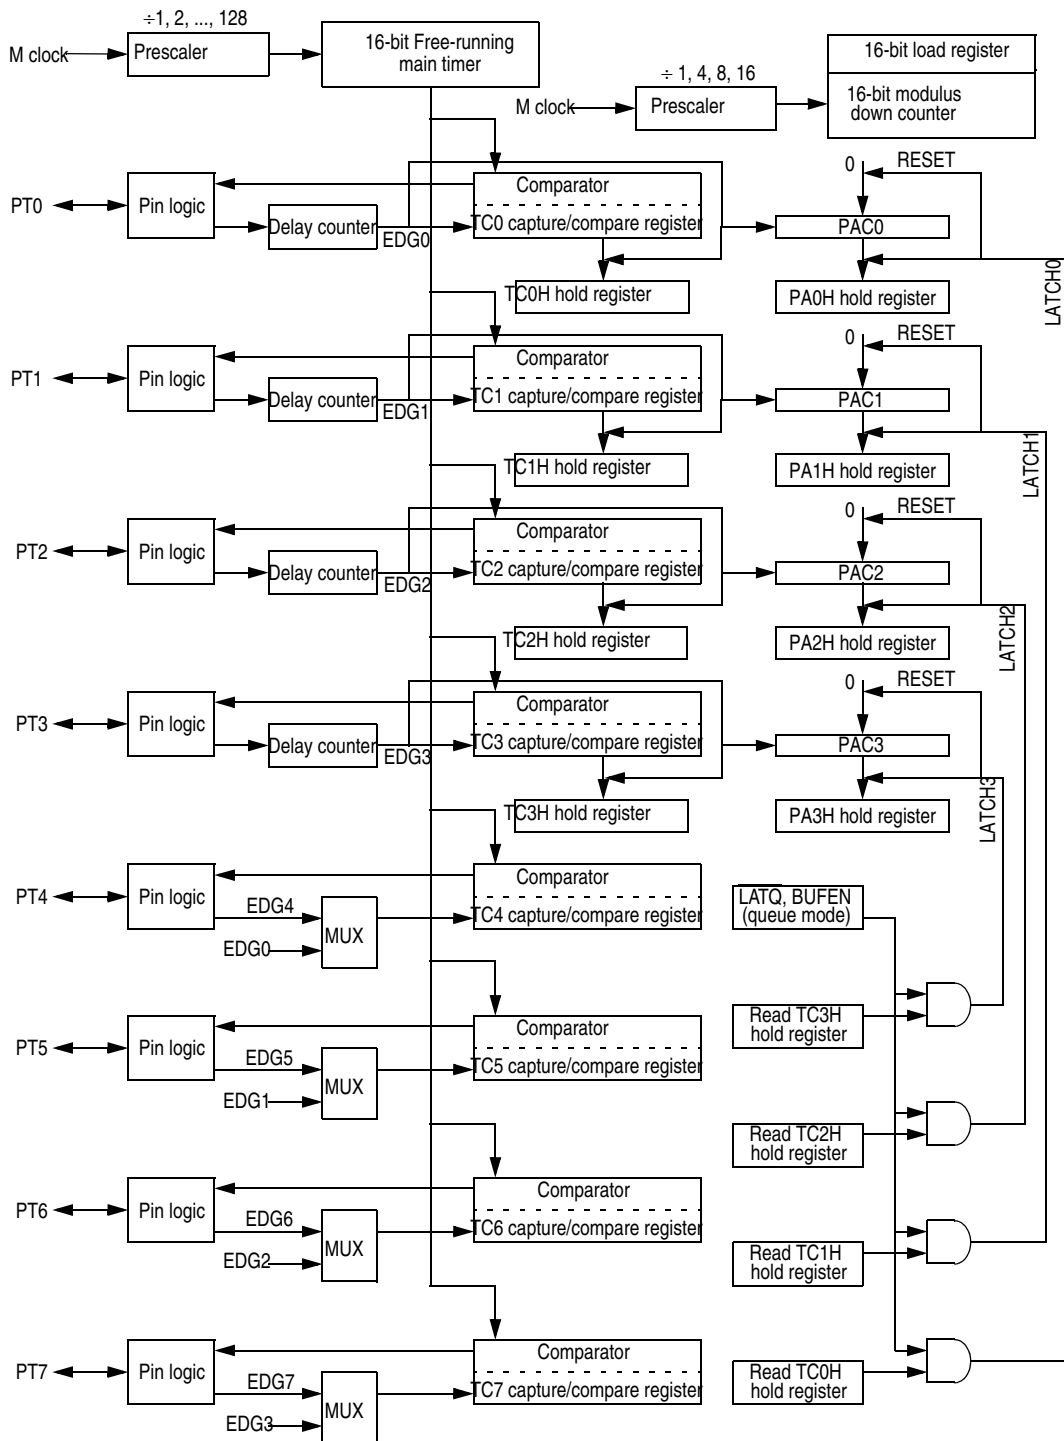 ÷1, 2, ..., 128
M clock
Prescaler
16-bit Free-running
main timer
÷ 1, 4, 8, 16
M clock
Prescaler
16-bit load register
16-bit modulus
down counter
PT0
Pin logic
Delay counter
EDG0
Comparator
TC0 capture/compare register
TC0H hold register
0
RESET
PAC0
PA0H hold register
LATCH0
PT1
Pin logic
Delay counter
EDG1
Comparator
TC1 capture/compare register
TC1H hold register
0
RESET
PAC1
PA1H hold register
LATCH1
PT2
Pin logic
Delay counter
EDG2
Comparator
TC2 capture/compare register
TC2H hold register
0
RESET
PAC2
PA2H hold register
LATCH2
PT3
Pin logic
Delay counter
EDG3
Comparator
TC3 capture/compare register
TC3H hold register
0
RESET
PAC3
PA3H hold register
LATCH3
PT4
Pin logic
EDG4
EDG0
MUX
Comparator
TC4 capture/compare register
LATQ, BUFEN
(queue mode)
PT5
Pin logic
EDG5
EDG1
MUX
Comparator
TC5 capture/compare register
Read TC3H
hold register
Read TC2H
hold register
PT6
Pin logic
EDG6
EDG2
MUX
Comparator
TC6 capture/compare register
Read TC1H
hold register
PT7
Pin logic
EDG7
EDG3
MUX
Comparator
TC7 capture/compare register
Read TC0H
hold register